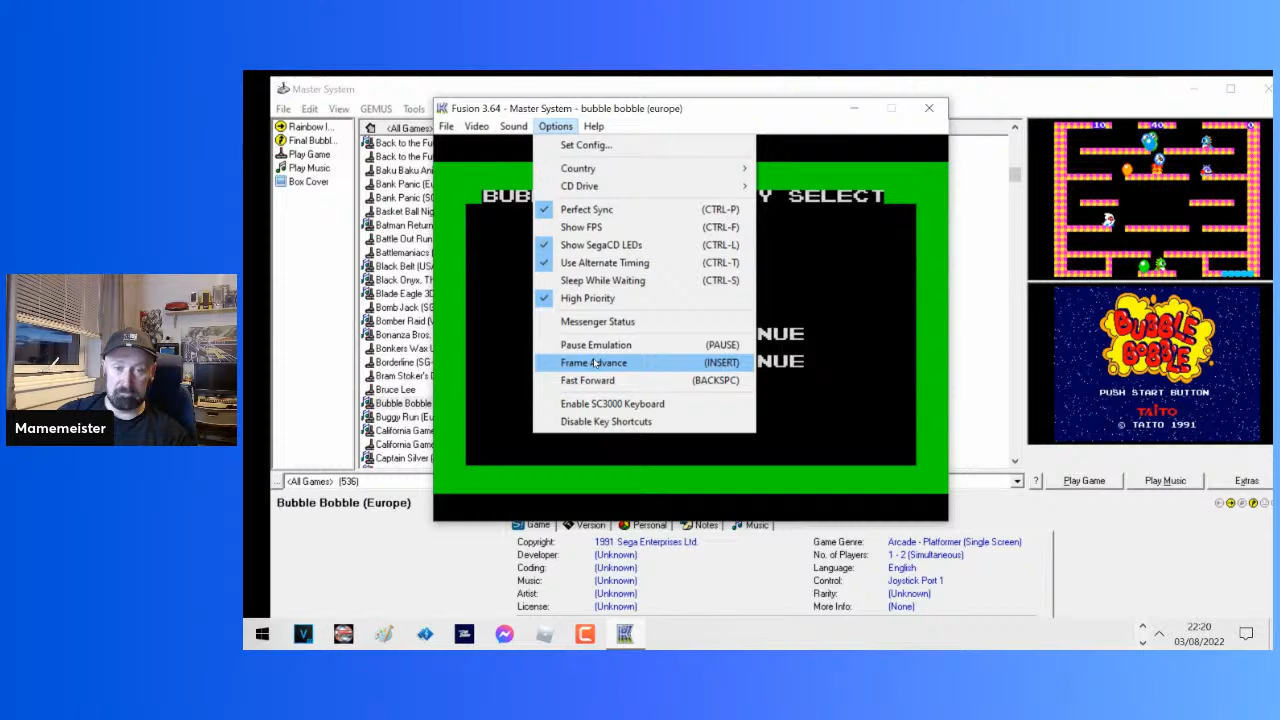 Master System
File Edit View GEMUS Tools
Rainbow I...
Final Bubbl...
Play Game
Play Music
Box Cover
<All Games>
Back to the Fu
Back to the Fu
Baku Baku Ani
Bank Panic (Eu
Bank Panic (S
Basket Ball Nig
Batman Return
Battle Out Run
Battlemaniacs
Black Belt (USA
Black Onyx, Th
Blade Eagle 3D
Bomb Jack (SG
Bomber Raid (V
Bonanza Bros.
Bonkers Wax U
Borderline (SG-
Bram Stoker's D
Bruce Lee
Bubble Bobble
Buggy Run (Eu
California Game
California Game
Captain Silver (
Fusion 3.64 - Master System - bubble bobble (europe)
File Video Sound Options Help
Set Config...
Country
CD Drive
Perfect Sync (CTRL-P)
Show FPS (CTRL-F)
Show SegaCD LEDs (CTRL-L)
Use Alternate Timing (CTRL-T)
Sleep While Waiting (CTRL-S)
High Priority
Messenger Status
Pause Emulation (PAUSE)
Frame Advance (INSERT)
Fast Forward (BACKSPC)
Enable SC3000 Keyboard
Disable Key Shortcuts
BUB Y SELECT
NUE
NUE
10 40 0
BUBBLE
BOBBLE
PUSH START BUTTON
TAITO
© TAITO 1991
Mamemeister
... <All Games> (536) ? Play Game Play Music Extras
Bubble Bobble (Europe)
Game Version Personal Notes Music
Copyright: 1991 Sega Enterprises Ltd.
Developer: (Unknown)
Coding: (Unknown)
Music: (Unknown)
Artist: (Unknown)
License: (Unknown)
Game Genre: Arcade - Platformer (Single Screen)
No. of Players: 1 - 2 (Simultaneous)
Language: English
Control: Joystick Port 1
Rarity: (Unknown)
More Info: (None)
22:20
03/08/2022